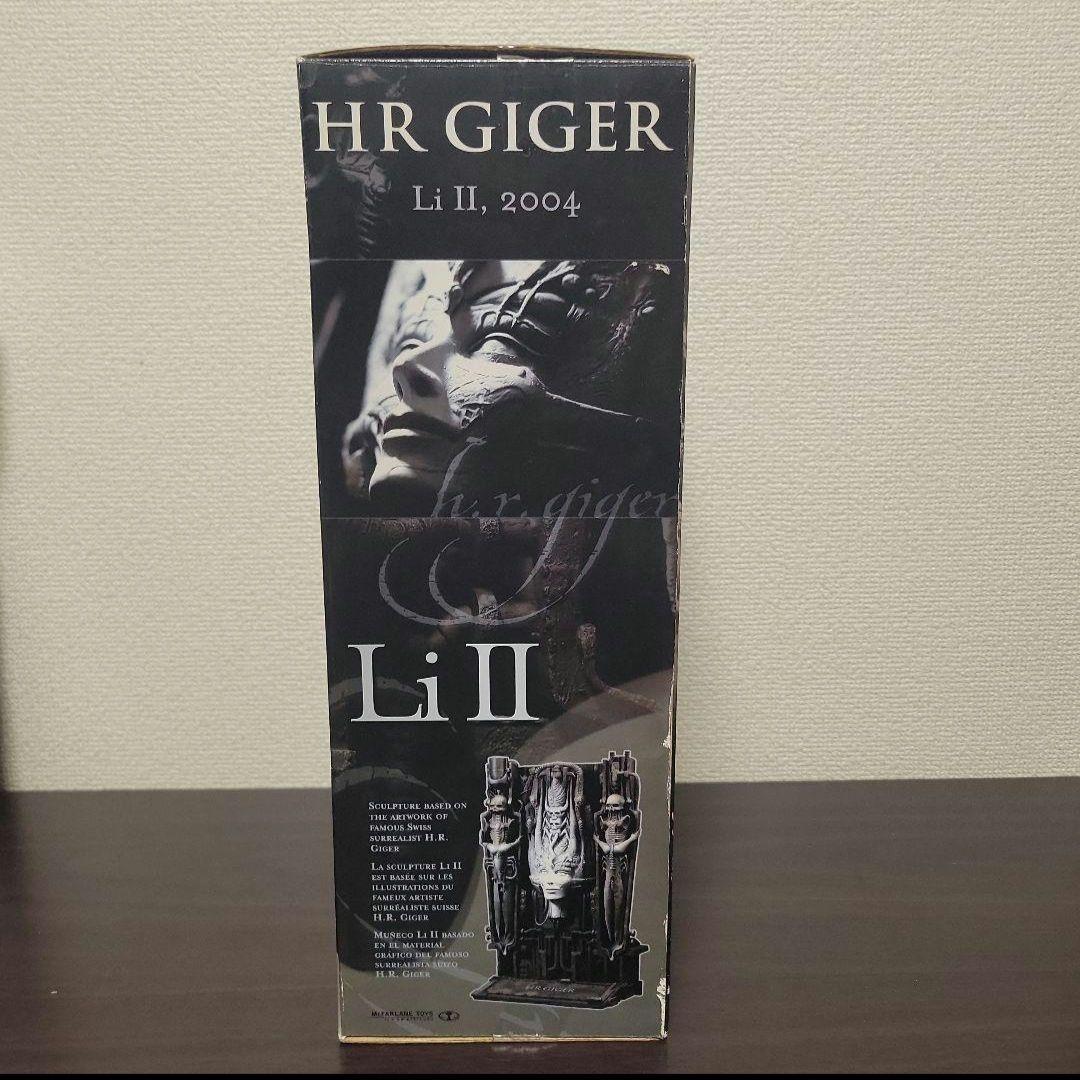 HR GIGER
Li II, 2004
h.r. giger
Li II
SCULPTURE BASED ON
THE ARTWORK OF
FAMOUS SWISS
SURREALIST H.R.
GIGER
LA SCULPTURE LI II
EST BASÉE SUR LES
ILLUSTRATIONS DU
FAMEUX ARTISTE
SURRÉALISTE SUISSE
H.R. GIGER
MUÑECO LI II BASADO
EN EL MATERIAL
GRÁFICO DEL FAMOSO
SURREALISTA SUIZO
H.R. GIGER
HR GIGER
MCFARLANE TOYS